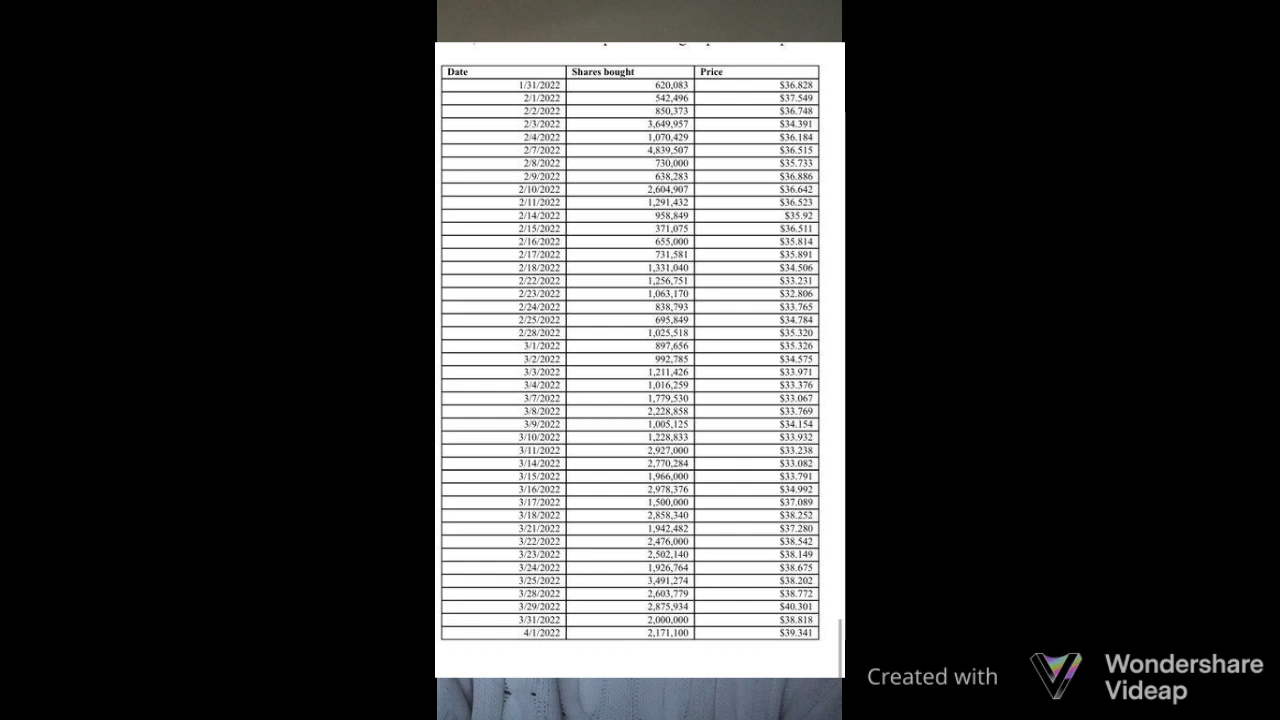 Date Shares bought Price
1/31/2022 620,083 $36.828
2/1/2022 542,496 $37.549
2/2/2022 850,373 $36.748
2/3/2022 3,649,957 $34.391
2/4/2022 1,070,429 $36.184
2/7/2022 4,839,507 $36.515
2/8/2022 730,000 $35.733
2/9/2022 638,283 $36.886
2/10/2022 2,604,907 $36.642
2/11/2022 1,291,432 $36.523
2/14/2022 958,849 $35.92
2/15/2022 371,075 $36.511
2/16/2022 655,000 $35.814
2/17/2022 731,581 $35.891
2/18/2022 1,331,040 $34.506
2/22/2022 1,256,751 $33.231
2/23/2022 1,063,170 $32.806
2/24/2022 838,793 $33.765
2/25/2022 695,849 $34.784
2/28/2022 1,025,518 $35.320
3/1/2022 897,656 $35.326
3/2/2022 992,785 $34.575
3/3/2022 1,211,426 $33.971
3/4/2022 1,016,259 $33.376
3/7/2022 1,779,530 $33.067
3/8/2022 2,228,858 $33.769
3/9/2022 1,005,125 $34.154
3/10/2022 1,228,833 $33.932
3/11/2022 2,927,000 $33.238
3/14/2022 2,770,284 $33.082
3/15/2022 1,966,000 $33.791
3/16/2022 2,978,376 $34.992
3/17/2022 1,500,000 $37.089
3/18/2022 2,858,340 $38.252
3/21/2022 1,942,482 $37.280
3/22/2022 2,476,000 $38.542
3/23/2022 2,502,140 $38.149
3/24/2022 1,926,764 $38.675
3/25/2022 3,491,274 $38.202
3/28/2022 2,603,779 $38.772
3/29/2022 2,875,934 $40.301
3/31/2022 2,000,000 $38.818
4/1/2022 2,171,100 $39.341
Created with Wondershare
Videap